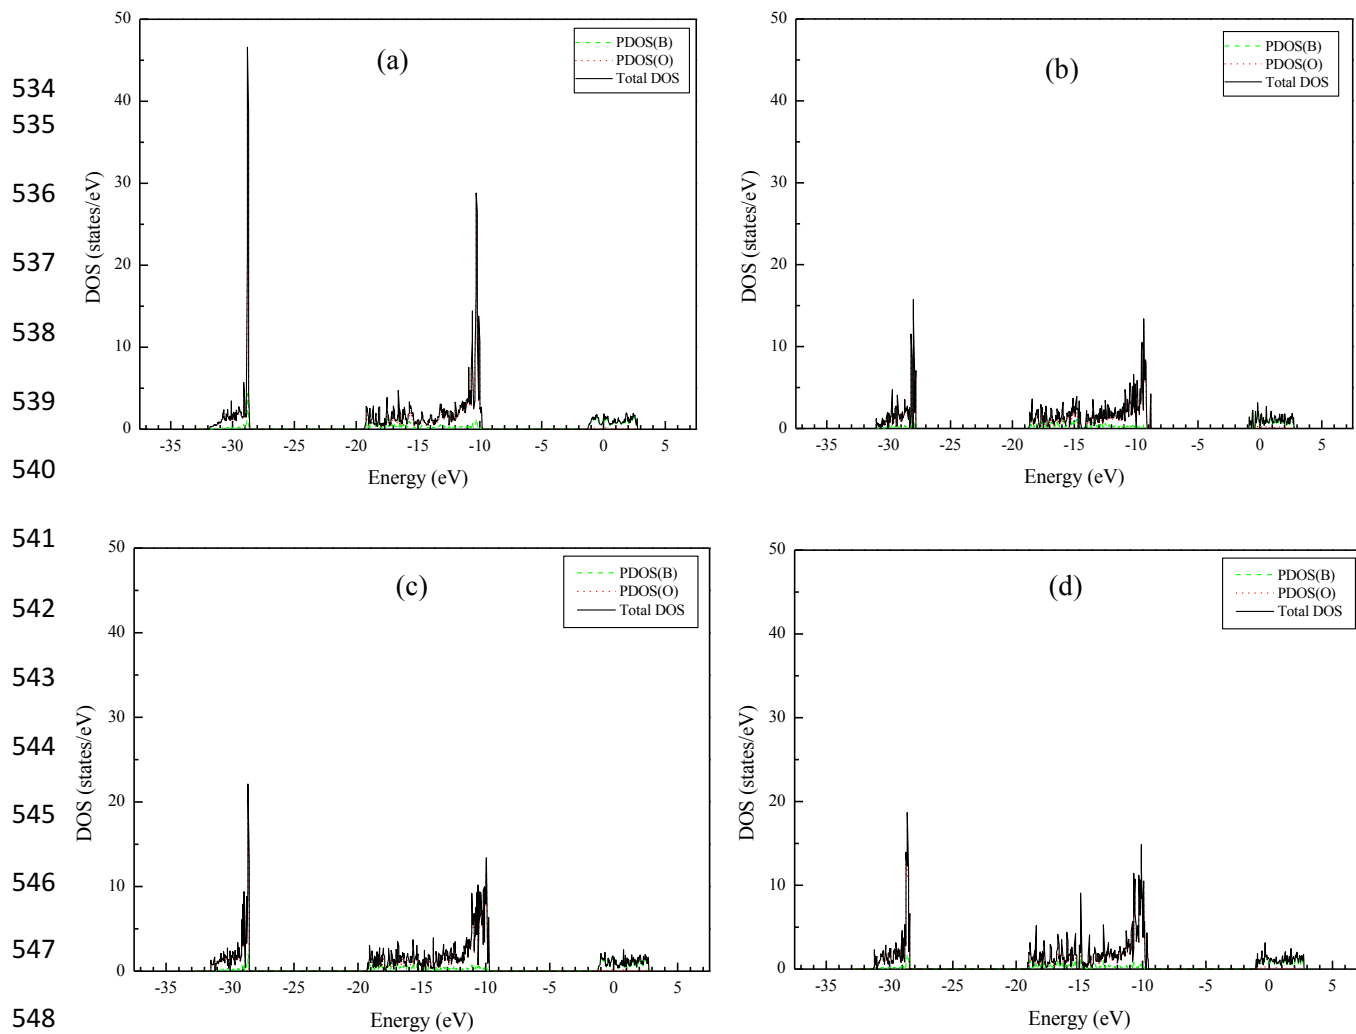 534
535
536
537
538
539
540
541
542
543
544
545
546
547
548
(a)
PDOS(B)
PDOS(O)
Total DOS
50
40
30
20
10
0
DOS (states/eV)
-35 -30 -25 -20 -15 -10 -5 0 5
Energy (eV)
(b)
PDOS(B)
PDOS(O)
Total DOS
50
40
30
20
10
0
DOS (states/eV)
-35 -30 -25 -20 -15 -10 -5 0 5
Energy (eV)
(c)
PDOS(B)
PDOS(O)
Total DOS
50
40
30
20
10
0
DOS (states/eV)
-35 -30 -25 -20 -15 -10 -5 0 5
Energy (eV)
(d)
PDOS(B)
PDOS(O)
Total DOS
50
40
30
20
10
0
DOS (states/eV)
-35 -30 -25 -20 -15 -10 -5 0 5
Energy (eV)